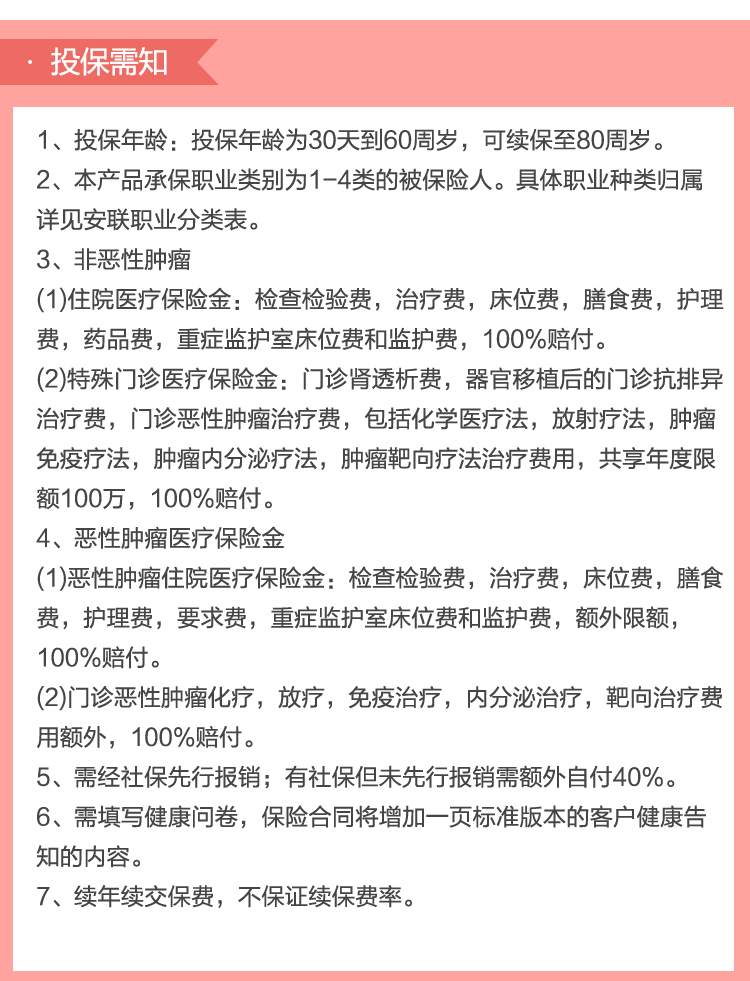 · 投保需知
1、投保年龄：投保年龄为30天到60周岁，可续保至80周岁。
2、本产品承保职业类别为1-4类的被保险人。具体职业种类归属
详见安联职业分类表。
3、非恶性肿瘤
(1)住院医疗保险金：检查检验费，治疗费，床位费，膳食费，护理
费，药品费，重症监护室床位费和监护费，100%赔付。
(2)特殊门诊医疗保险金：门诊肾透析费，器官移植后的门诊抗排异
治疗费，门诊恶性肿瘤治疗费，包括化学医疗法，放射疗法，肿瘤
免疫疗法，肿瘤内分泌疗法，肿瘤靶向疗法治疗费用，共享年度限
额100万，100%赔付。
4、恶性肿瘤医疗保险金
(1)恶性肿瘤住院医疗保险金：检查检验费，治疗费，床位费，膳食
费，护理费，要求费，重症监护室床位费和监护费，额外限额，
100%赔付。
(2)门诊恶性肿瘤化疗，放疗，免疫治疗，内分泌治疗，靶向治疗费
用额外，100%赔付。
5、需经社保先行报销；有社保但未先行报销需额外自付40%。
6、需填写健康问卷，保险合同将增加一页标准版本的客户健康告
知的内容。
7、续年续交保费，不保证续保费率。